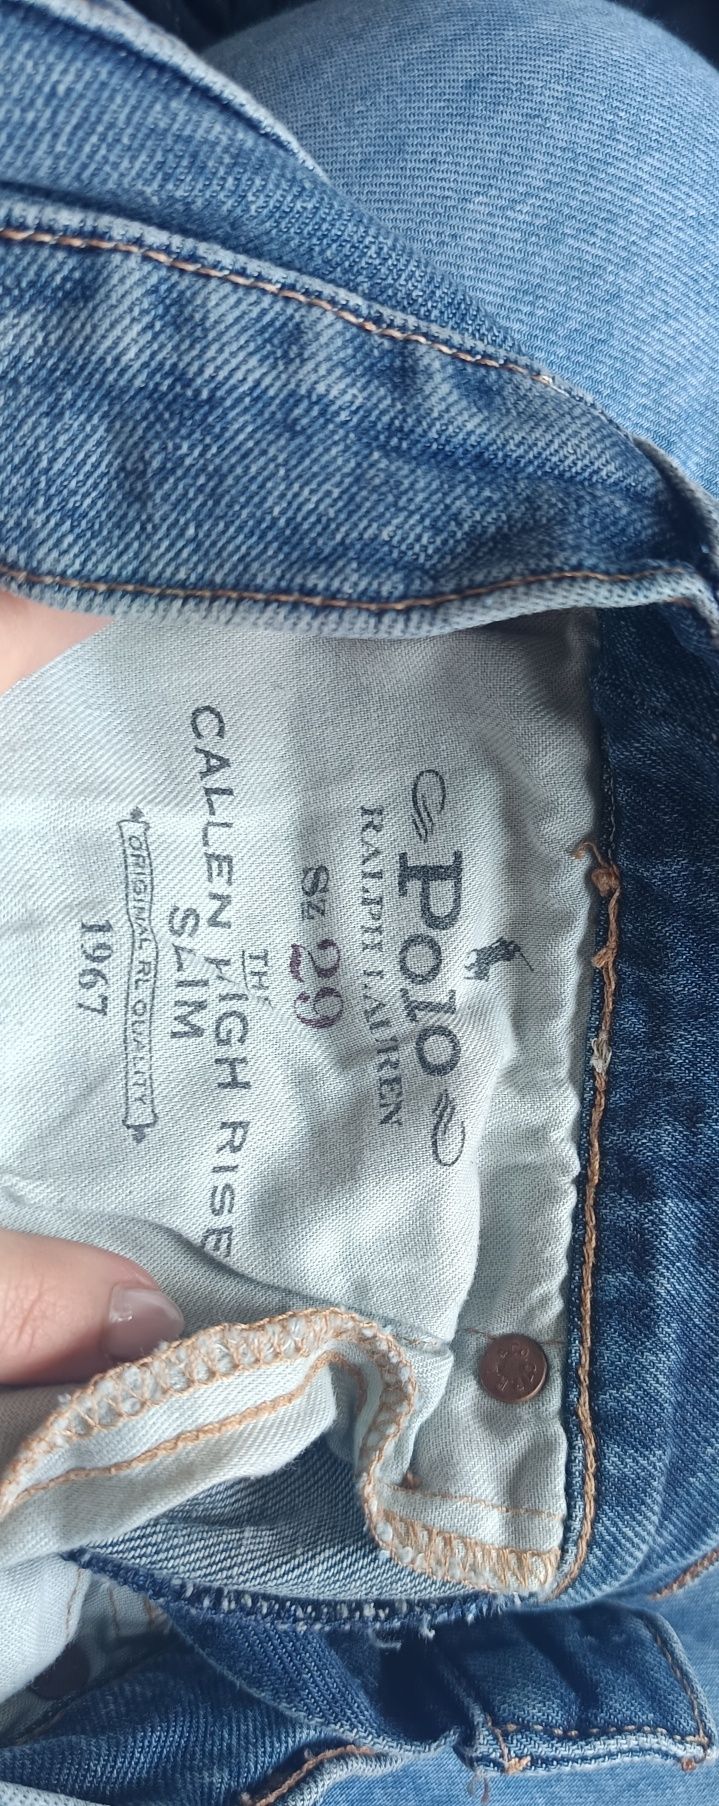 Polo
RALPH LAUREN
SZ 29
THE
CALLEN HIGH RISE
SLIM
ORIGINAL RL QUALITY
1967